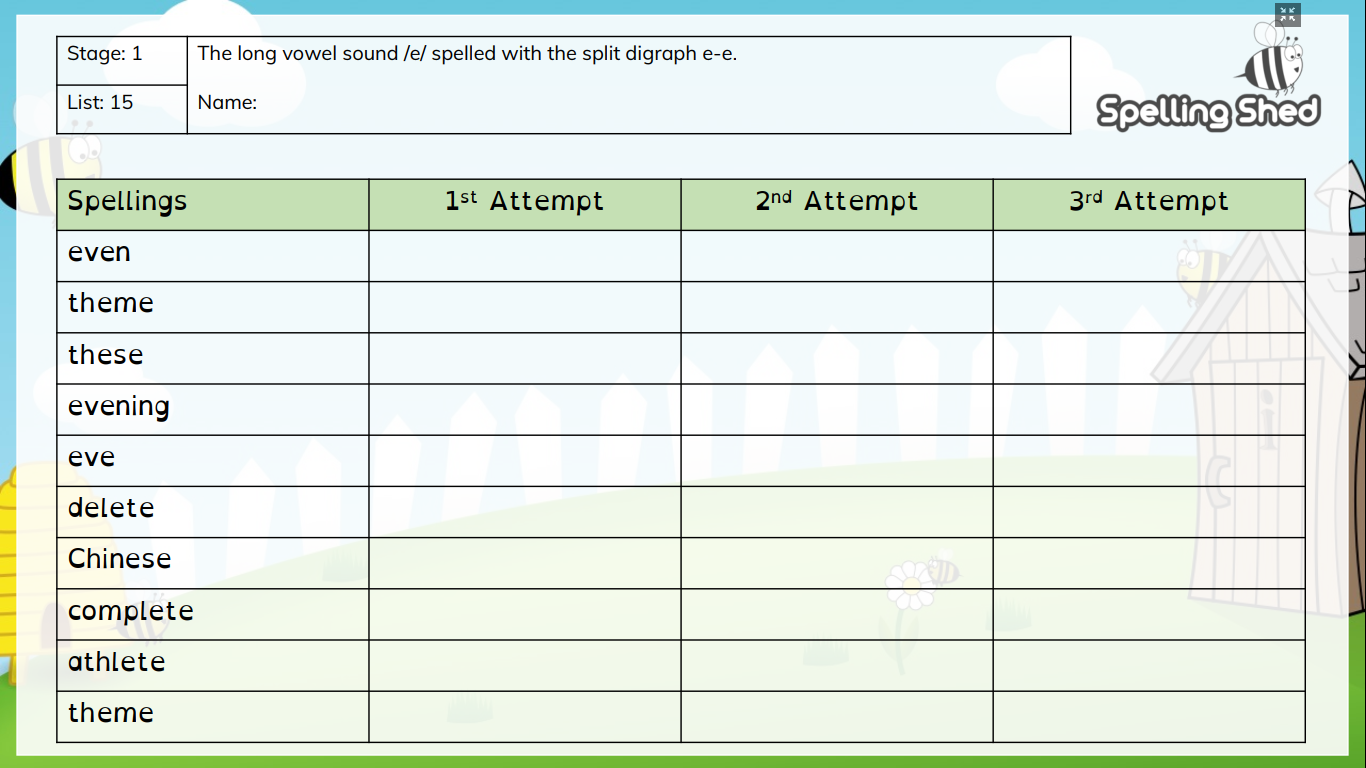 Stage: 1
The long vowel sound /e/ spelled with the split digraph e-e.
List: 15
Name:
Spelling Shed
Spellings
1st Attempt
2nd Attempt
3rd Attempt
even
theme
these
evening
eve
delete
Chinese
complete
athlete
theme